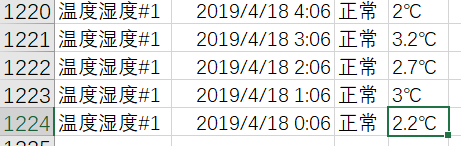 1220 温度湿度#1 2019/4/18 4:06 正常 2℃
1221 温度湿度#1 2019/4/18 3:06 正常 3.2℃
1222 温度湿度#1 2019/4/18 2:06 正常 2.7℃
1223 温度湿度#1 2019/4/18 1:06 正常 3℃
1224 温度湿度#1 2019/4/18 0:06 正常 2.2℃